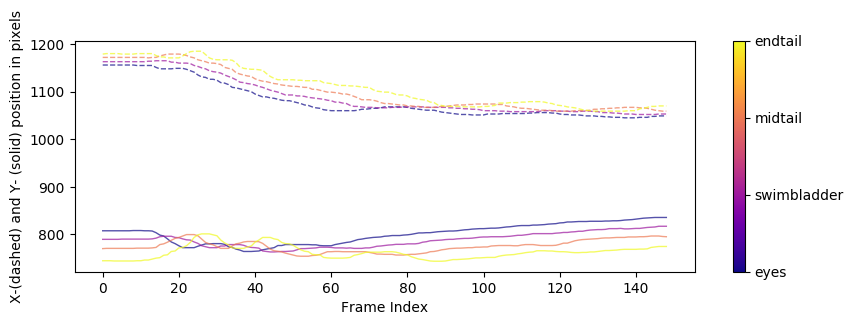 X-(dashed) and Y- (solid) position in pixels
1200
1100
1000
900
800
0 20 40 60 80 100 120 140
Frame Index
endtail
midtail
swimbladder
eyes